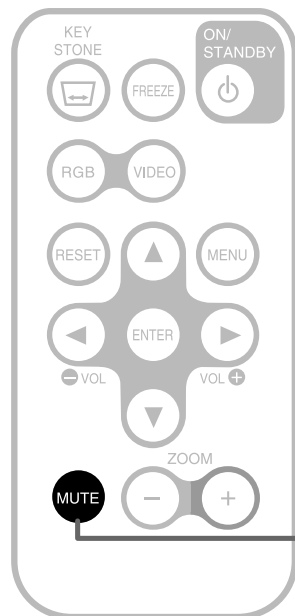 KEY
STONE
ON/
STANDBY
FREEZE
RGB
VIDEO
RESET
MENU
ENTER
VOL
VOL
ZOOM
MUTE